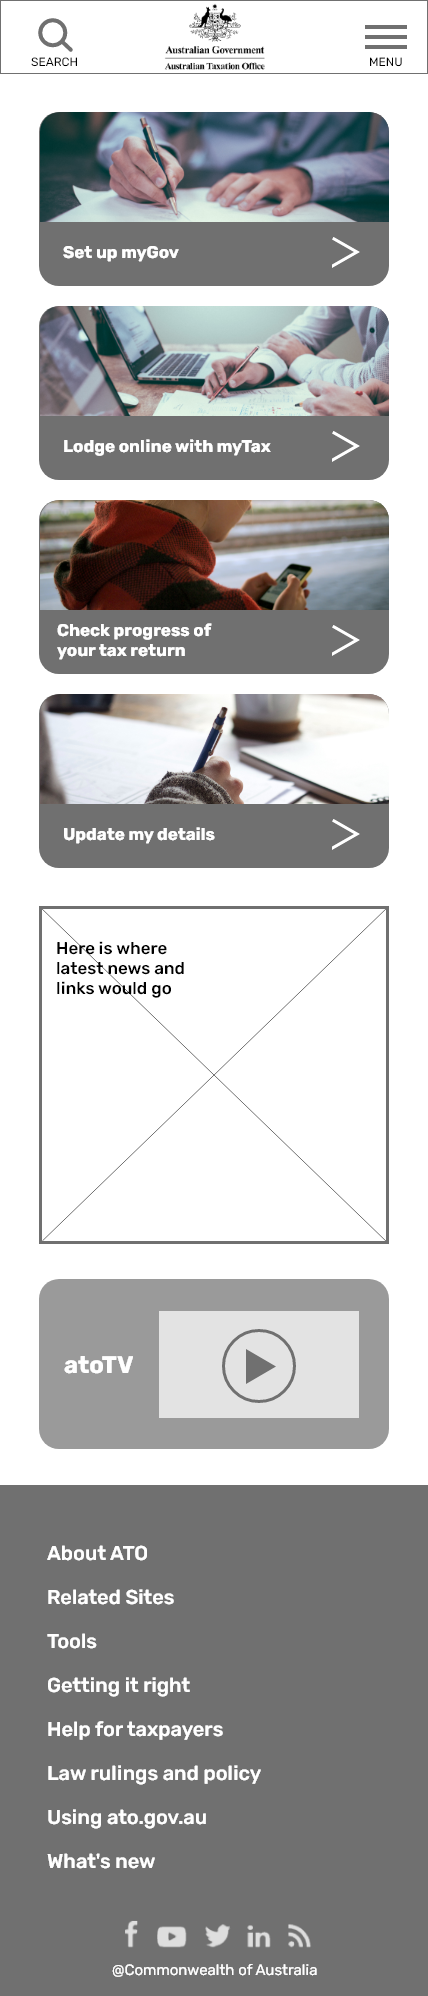 SEARCH
Australian Government
Australian Taxation Office
MENU
Set up myGov
Lodge online with myTax
Check progress of
your tax return
Update my details
Here is where
latest news and
links would go
atoTV
About ATO
Related Sites
Tools
Getting it right
Help for taxpayers
Law rulings and policy
Using ato.gov.au
What's new
@Commonwealth of Australia